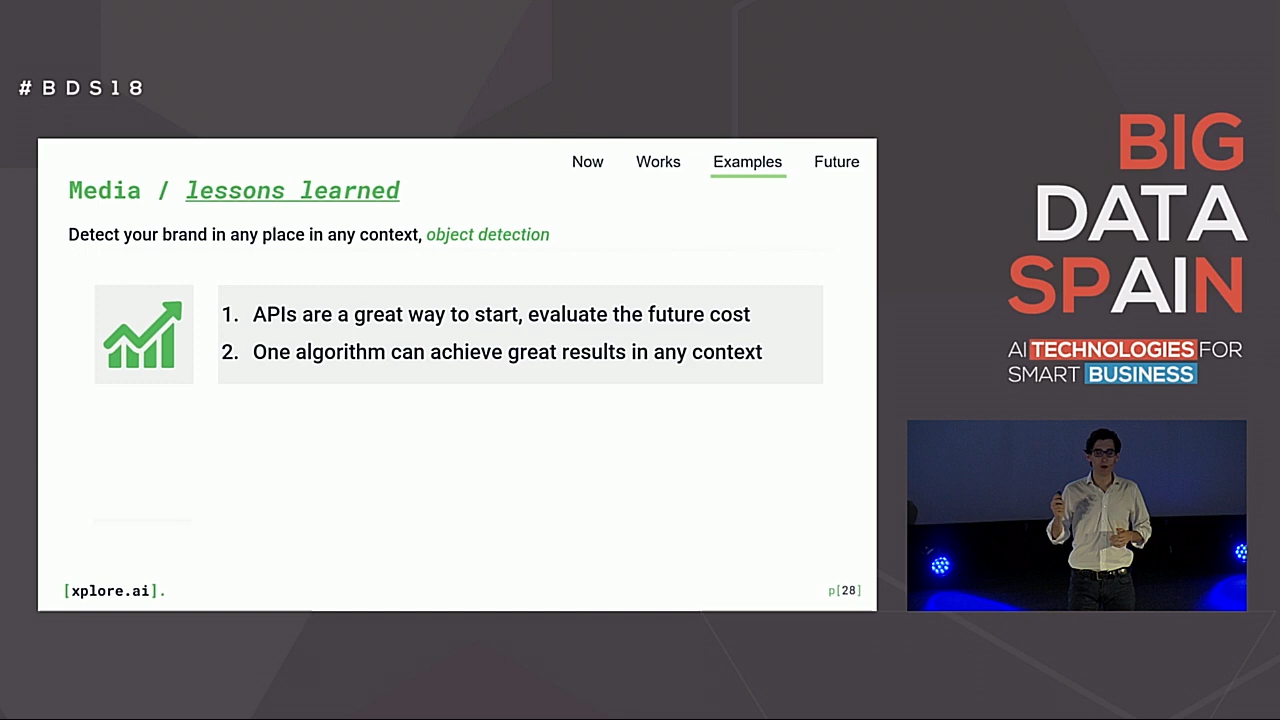 #BDS18
Now Works Examples Future
Media / lessons learned
Detect your brand in any place in any context, object detection
1. APIs are a great way to start, evaluate the future cost
2. One algorithm can achieve great results in any context
[xplore.ai].
p[28]
BIG
DATA
SPAIN
AI TECHNOLOGIES FOR
SMART BUSINESS